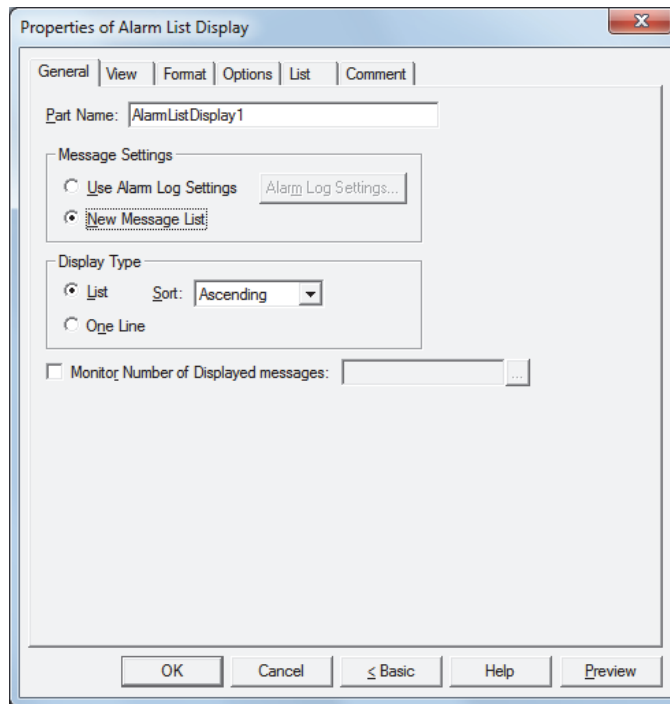 Properties of Alarm List Display
General View Format Options List Comment
Part Name: AlarmListDisplay1
Message Settings
Use Alarm Log Settings Alarm Log Settings...
New Message List
Display Type
List Sort: Ascending
One Line
Monitor Number of Displayed messages: ...
OK Cancel < Basic Help Preview